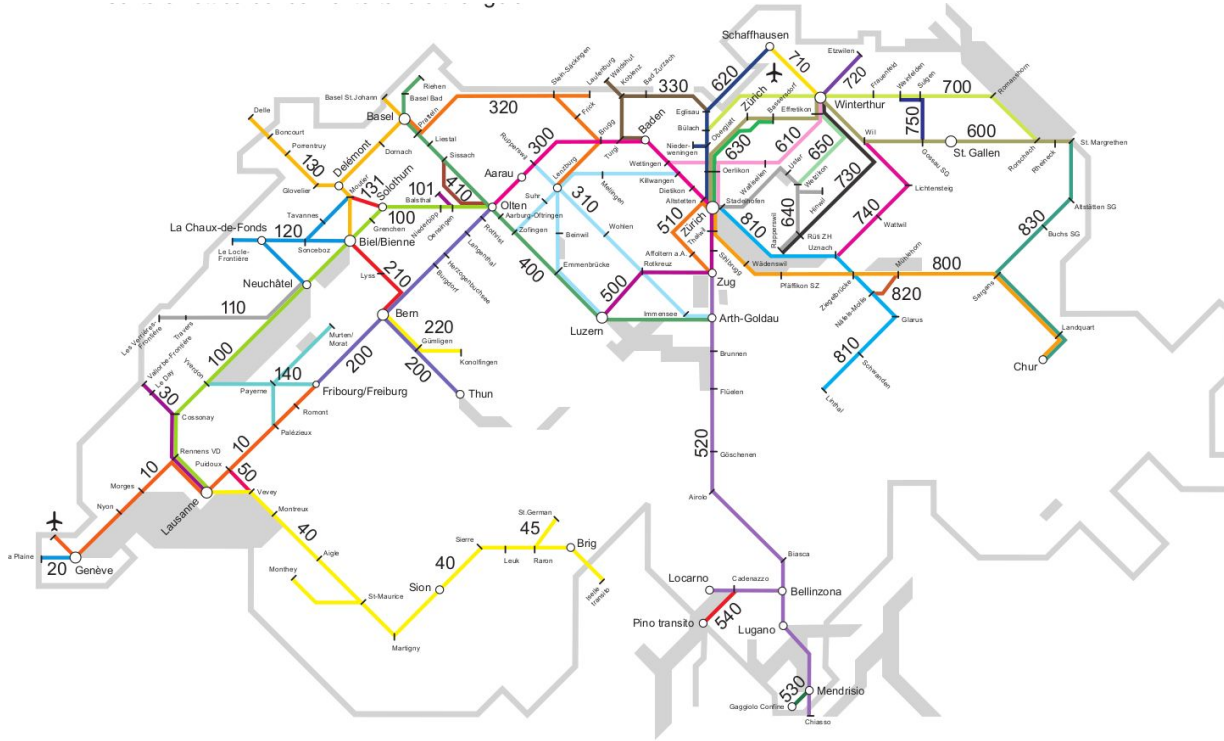 Schaffhausen
Etzwilen
710
720
Riehen
Basel St. Johann
Basel Bad
Basel
Pratteln
320
Stein-Säckingen
Laufenburg
Frick
Waldshut
Koblenz
Bad Zurzach
330
620
Eglisau
Bülach
Oberglatt
Nieder-
weningen
Zürich
Bassersdorf
Effretikon
Winterthur
Frauenfeld
Weinfelden
Sulgen
700
Romanshorn
750
600
Gossau SG
St. Gallen
Rorschach
Rheineck
St. Margrethen
Wil
Delle
Boncourt
Porrentruy
130
Glovelier
Delémont
Dornach
Liestal
Sissach
410
131
Moutier
Solothurn
101
Balsthal
Niederbipp
Oensingen
100
Grenchen
Tavannes
Rupperswil
300
Brugg
Turgi
Baden
Aarau
Suhr
Lenzburg
Olten
Aarburg-Oftringen
Zofingen
Rothrist
Mellingen
310
Wohlen
Beinwil
Wettingen
Killwangen
Dietikon
Altstetten
630
610
650
Oerlikon
Wallisellen
Uster
Wetzikon
Stadelhofen
Zürich
510
Thalwil
Sihlbrugg
640
Rapperswil
Hinwil
Rüti ZH
730
810
Uznach
740
Lichtensteig
Wattwil
830
Altstätten SG
Buchs SG
La Chaux-de-Fonds
120
Le Locle-
Frontière
Sonceboz
Biel/Bienne
Lyss
210
Langenthal
Herzogenbuchsee
Burgdorf
400
Emmenbrücke
500
Rotkreuz
Affoltern a.A.
Zug
Wädenswil
Pfäffikon SZ
Ziegelbrücke
Näfels-Mollis
Mühlehorn
800
820
Glarus
Sargans
Landquart
Chur
810
Schwanden
Linthal
Neuchâtel
110
Les Verrières-
Frontière
Travers
100
Bern
220
Gümligen
Konolfingen
200
200
Thun
Luzern
Immensee
Arth-Goldau
Brunnen
Flüelen
520
Göschenen
Airolo
Biasca
Vallorbe-Frontière
Le Day
30
Yverdon
Murten/
Morat
Payerne
140
Fribourg/Freiburg
Romont
Palézieux
Cossonay
Rennens VD
Puidoux
10
10
50
Vevey
Morges
Nyon
Lausanne
Montreux
40
Aigle
Monthey
St-Maurice
Martigny
Sion
40
Sierre
Leuk
St.German
45
Raron
Brig
Iselle
transito
a Plaine
20
Genève
Locarno
Cadenazzo
Bellinzona
540
Pino transito
Lugano
530
Mendrisio
Gaggiolo Confine
Chiasso